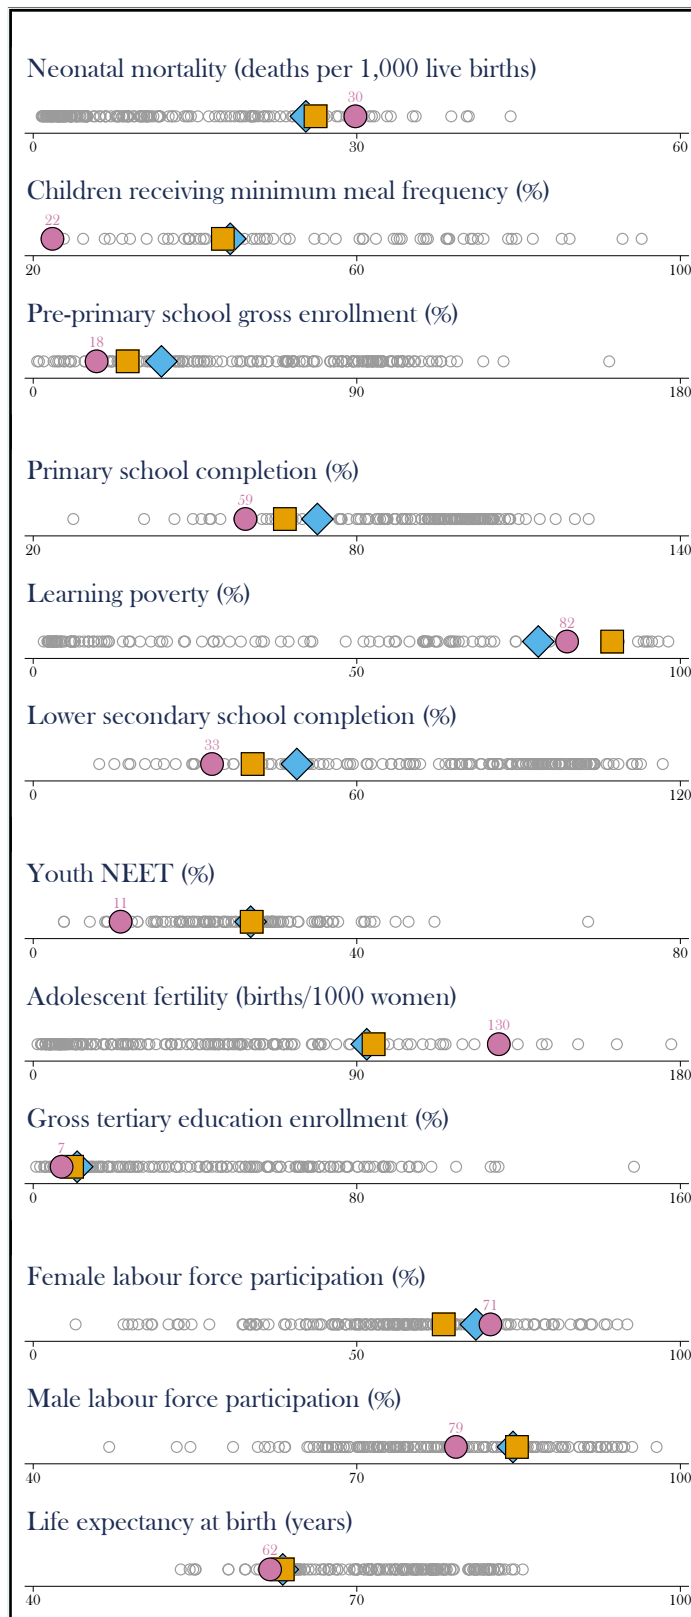 Neonatal mortality (deaths per 1,000 live births)
30
0 30 60
Children receiving minimum meal frequency (%)
22
20 60 100
Pre-primary school gross enrollment (%)
18
0 90 180
Primary school completion (%)
59
20 80 140
Learning poverty (%)
82
0 50 100
Lower secondary school completion (%)
33
0 60 120
Youth NEET (%)
11
0 40 80
Adolescent fertility (births/1000 women)
130
0 90 180
Gross tertiary education enrollment (%)
7
0 80 160
Female labour force participation (%)
71
0 50 100
Male labour force participation (%)
79
40 70 100
Life expectancy at birth (years)
62
40 70 100